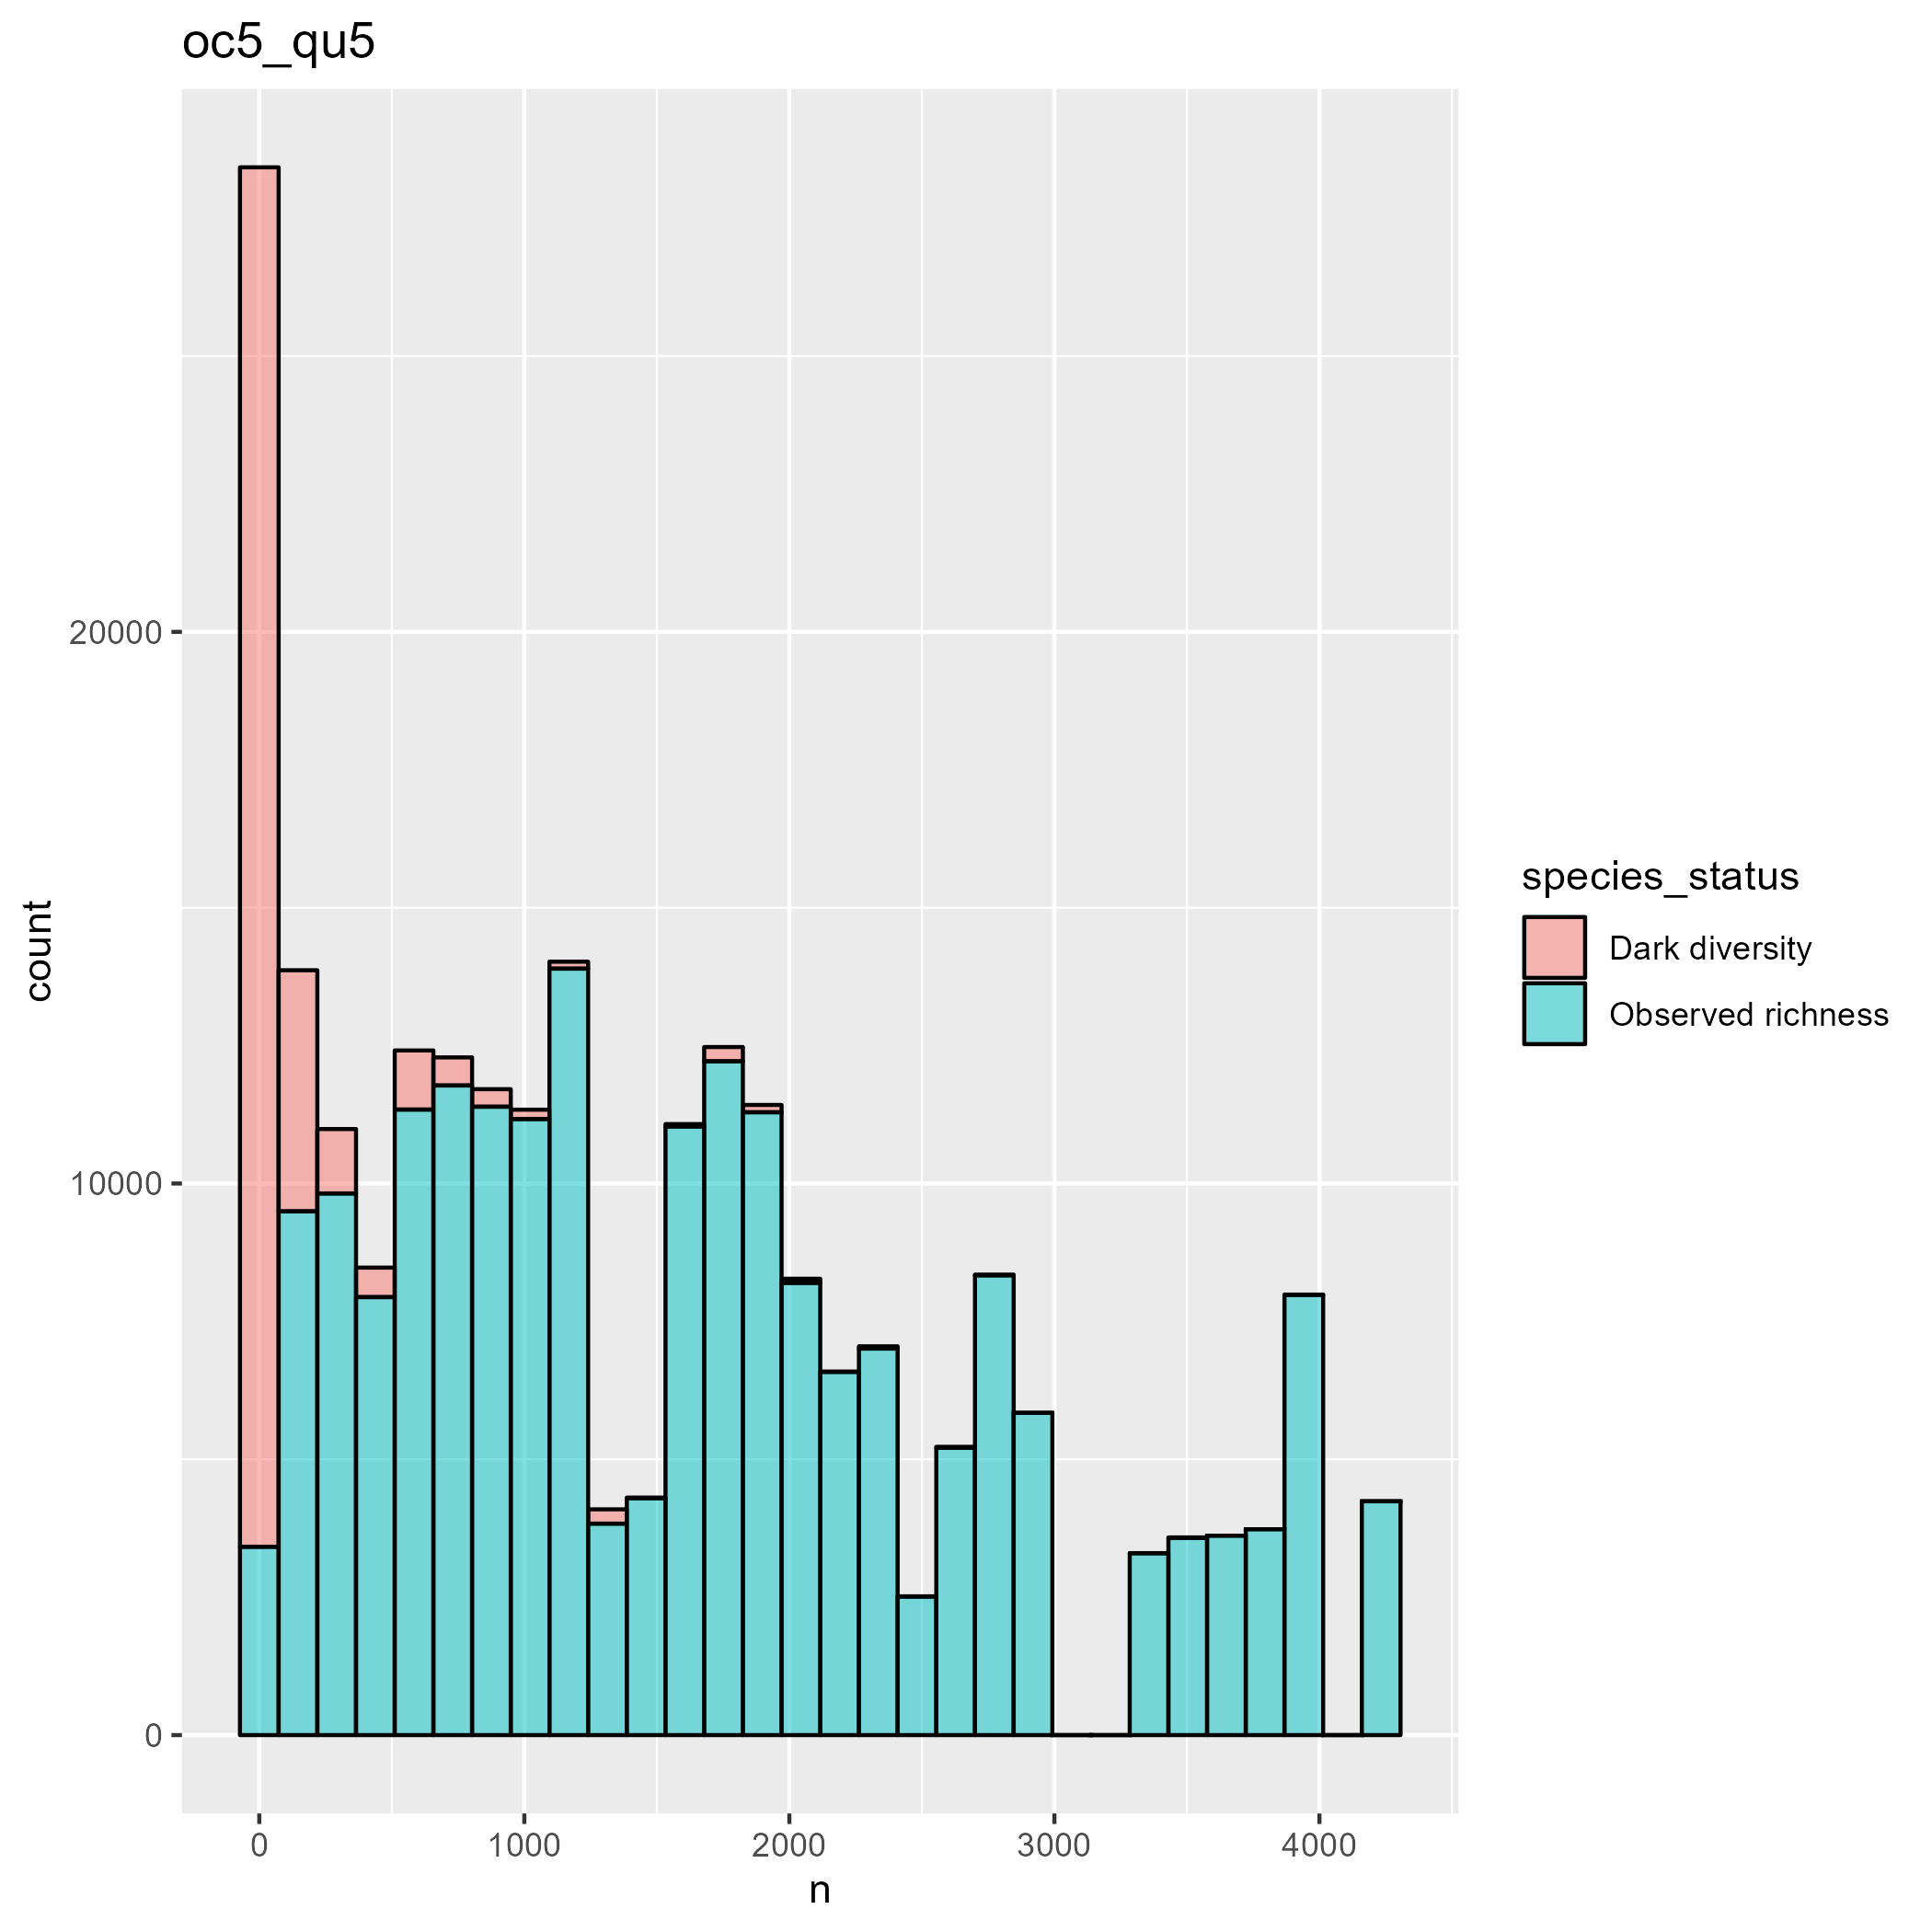 oc5_qu5
20000
10000
0
count
0 1000 2000 3000 4000
n
species_status
Dark diversity
Observed richness